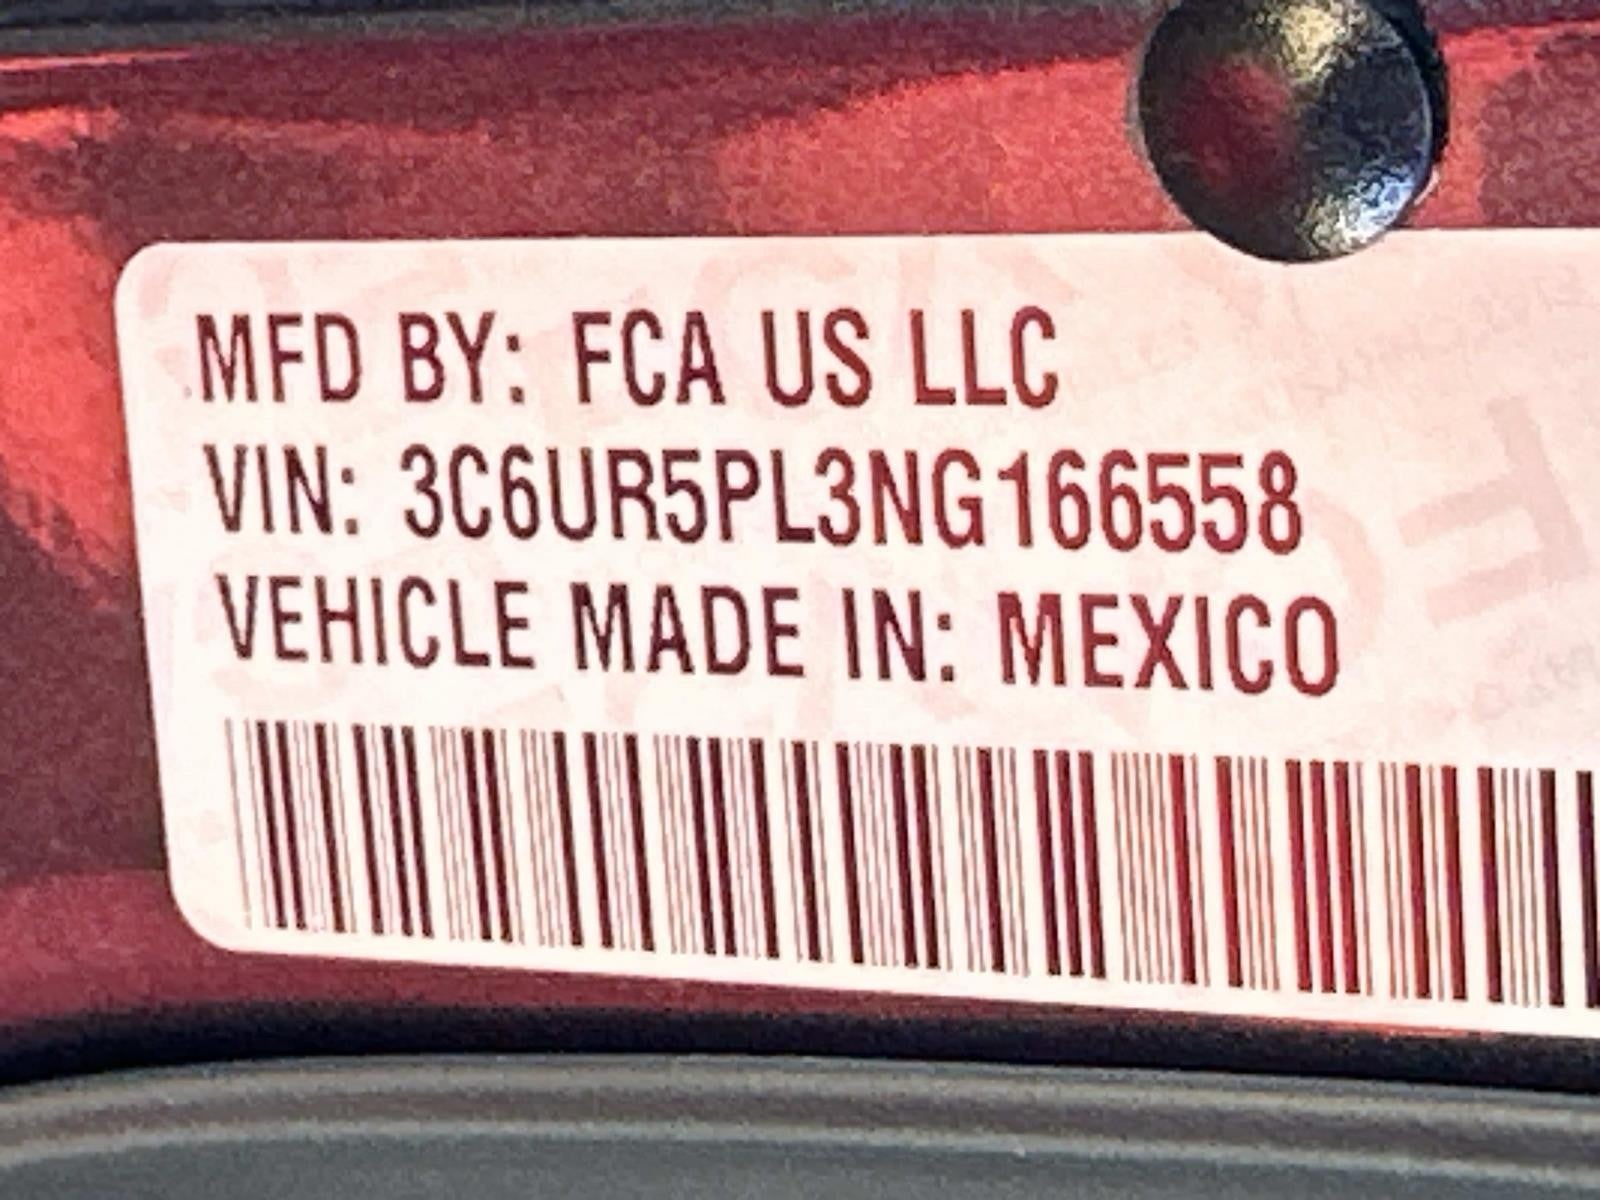 MFD BY: FCA US LLC
VIN: 3C6UR5PL3NG166558
VEHICLE MADE IN: MEXICO